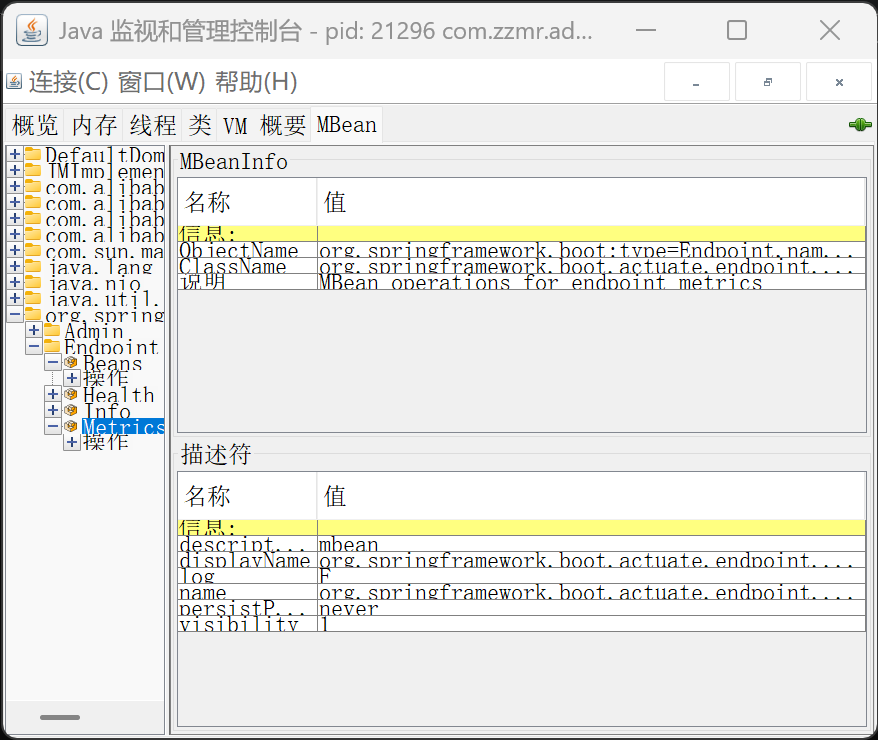 Java 监视和管理控制台 - pid: 21296 com.zzmr.ad...
连接(C) 窗口(W) 帮助(H)
概览 内存 线程 类 VM 概要 MBean
DefaultDom
JMImplemen
com.alibab
com.alibab
com.alibab
com.alibab
com.sun.ma
java.lang
java.nio
java.util.
org.spring
Admin
Endpoint
Beans
操作
Health
Info
Metrics
操作
MBeanInfo
名称 值
信息:
ObjectName org.springframework.boot:type=Endpoint,nam...
ClassName org.springframework.boot.actuate.endpoint....
说明 MBean operations for endpoint metrics
描述符
名称 值
信息:
descript... mbean
displayName org.springframework.boot.actuate.endpoint....
log F
name org.springframework.boot.actuate.endpoint....
persistP... never
visibility 1